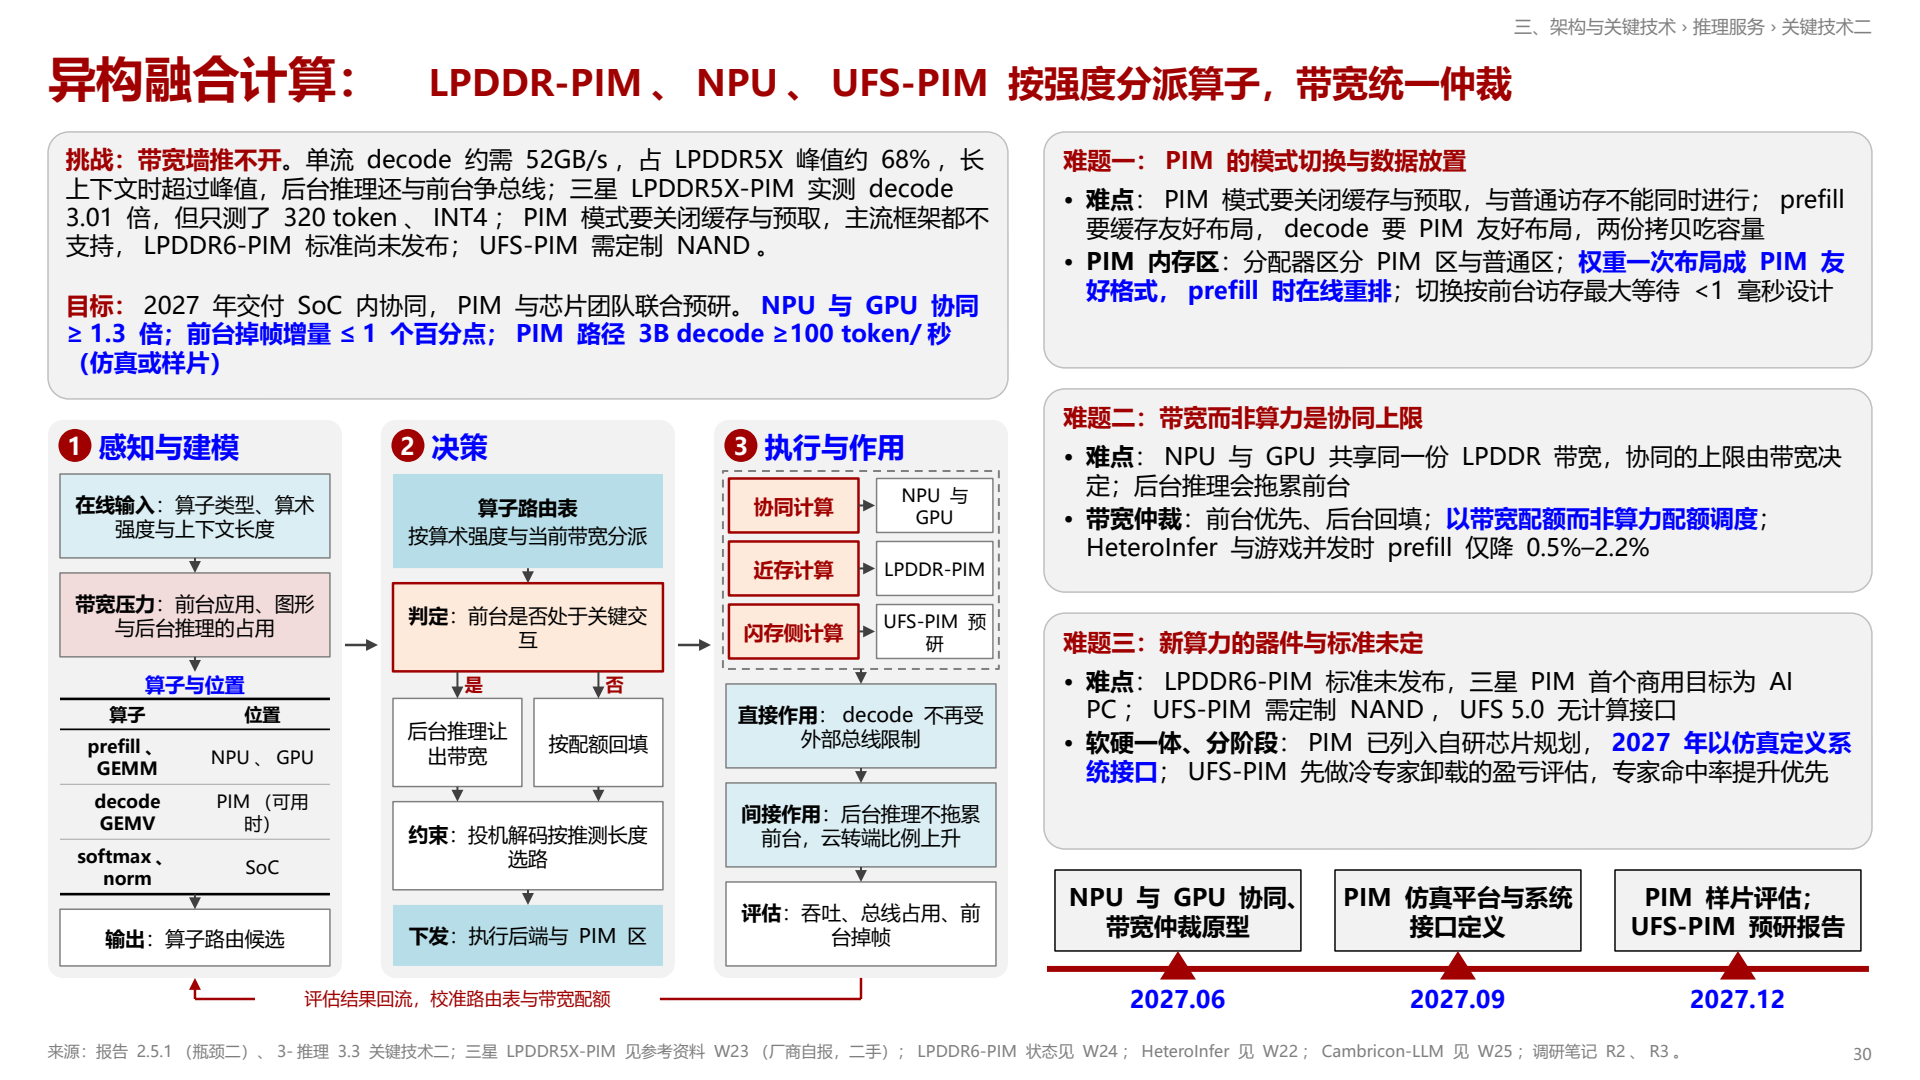 三、架构与关键技术 › 推理服务 › 关键技术二
异构融合计算： LPDDR-PIM 、 NPU 、 UFS-PIM 按强度分派算子，带宽统一仲裁
挑战：带宽墙推不开。单流 decode 约需 52GB/s ，占 LPDDR5X 峰值约 68% ，长
上下文时超过峰值，后台推理还与前台争总线；三星 LPDDR5X-PIM 实测 decode
3.01 倍，但只测了 320 token 、 INT4 ； PIM 模式要关闭缓存与预取，主流框架都不
支持， LPDDR6-PIM 标准尚未发布； UFS-PIM 需定制 NAND 。
目标： 2027 年交付 SoC 内协同， PIM 与芯片团队联合预研。 NPU 与 GPU 协同
≥ 1.3 倍；前台掉帧增量 ≤ 1 个百分点； PIM 路径 3B decode ≥100 token/ 秒
（仿真或样片）
1 感知与建模
在线输入：算子类型、算术
强度与上下文长度
带宽压力：前台应用、图形
与后台推理的占用
算子与位置
算子 位置
prefill 、
GEMM
NPU 、 GPU
decode
GEMV
PIM （可用
时）
softmax 、
norm
SoC
输出：算子路由候选
2 决策
算子路由表
按算术强度与当前带宽分派
判定：前台是否处于关键交
互
是 否
后台推理让
出带宽
按配额回填
约束：投机解码按推测长度
选路
下发：执行后端与 PIM 区
3 执行与作用
协同计算
NPU 与
GPU
近存计算
LPDDR-PIM
闪存侧计算
UFS-PIM 预
研
直接作用： decode 不再受
外部总线限制
间接作用：后台推理不拖累
前台，云转端比例上升
评估：吞吐、总线占用、前
台掉帧
评估结果回流，校准路由表与带宽配额
难题一： PIM 的模式切换与数据放置
• 难点： PIM 模式要关闭缓存与预取，与普通访存不能同时进行； prefill
要缓存友好布局， decode 要 PIM 友好布局，两份拷贝吃容量
• PIM 内存区：分配器区分 PIM 区与普通区；权重一次布局成 PIM 友
好格式， prefill 时在线重排；切换按前台访存最大等待 <1 毫秒设计
难题二：带宽而非算力是协同上限
• 难点： NPU 与 GPU 共享同一份 LPDDR 带宽，协同的上限由带宽决
定；后台推理会拖累前台
• 带宽仲裁：前台优先、后台回填；以带宽配额而非算力配额调度；
HeteroInfer 与游戏并发时 prefill 仅降 0.5%–2.2%
难题三：新算力的器件与标准未定
• 难点： LPDDR6-PIM 标准未发布，三星 PIM 首个商用目标为 AI
PC ； UFS-PIM 需定制 NAND ， UFS 5.0 无计算接口
• 软硬一体、分阶段： PIM 已列入自研芯片规划， 2027 年以仿真定义系
统接口； UFS-PIM 先做冷专家卸载的盈亏评估，专家命中率提升优先
NPU 与 GPU 协同、
带宽仲裁原型
PIM 仿真平台与系统
接口定义
PIM 样片评估；
UFS-PIM 预研报告
2027.06 2027.09 2027.12
来源：报告 2.5.1 （瓶颈二）、 3- 推理 3.3 关键技术二；三星 LPDDR5X-PIM 见参考资料 W23 （厂商自报，二手）； LPDDR6-PIM 状态见 W24 ； HeteroInfer 见 W22 ； Cambricon-LLM 见 W25 ；调研笔记 R2 、 R3 。
30